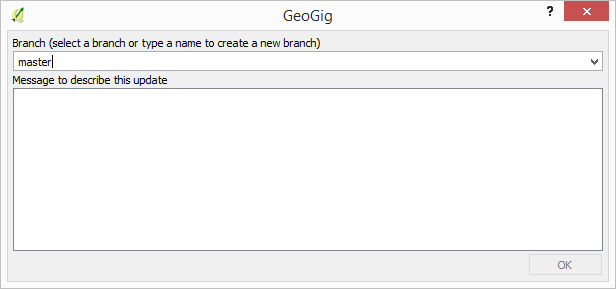 GeoGig
?
Branch (select a branch or type a name to create a new branch)
master
Message to describe this update
OK